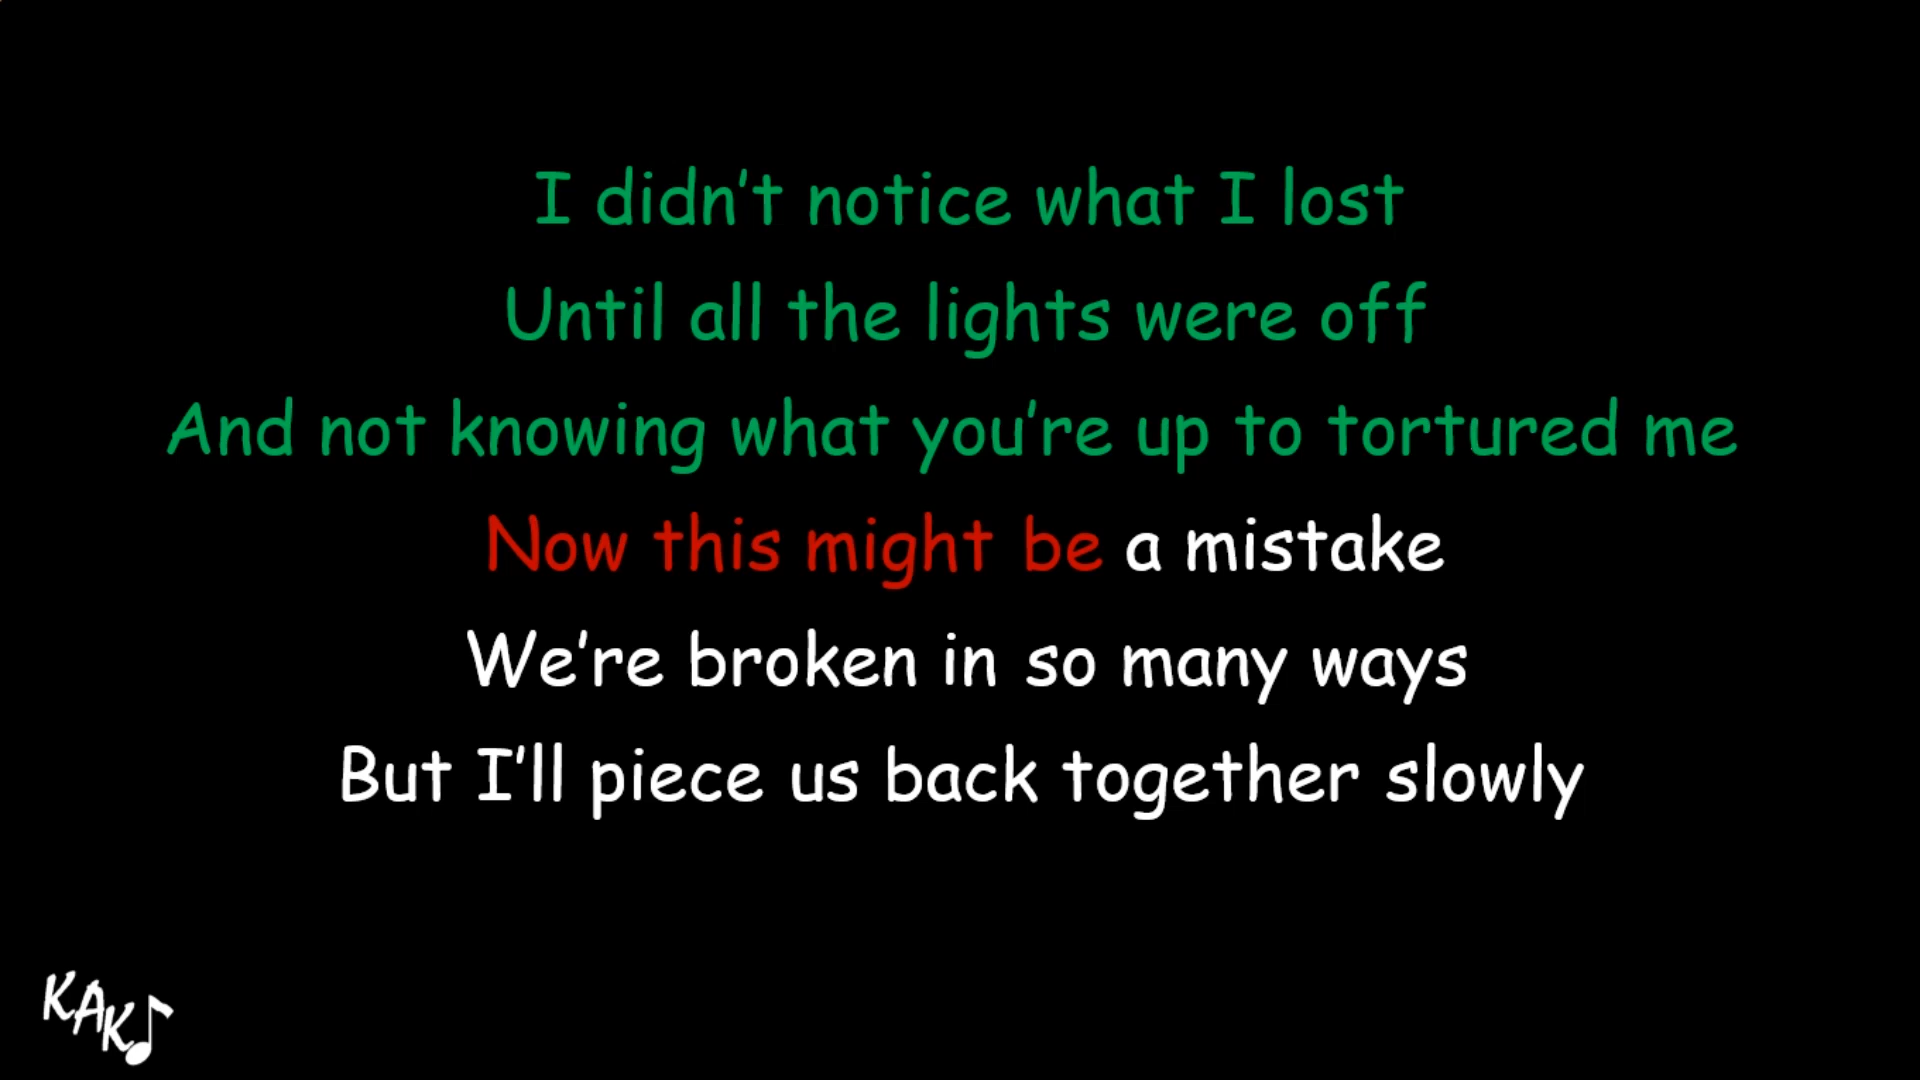 I didn’t notice what I lost
Until all the lights were off
And not knowing what you’re up to tortured me
Now this might be a mistake
We’re broken in so many ways
But I’ll piece us back together slowly
KAK